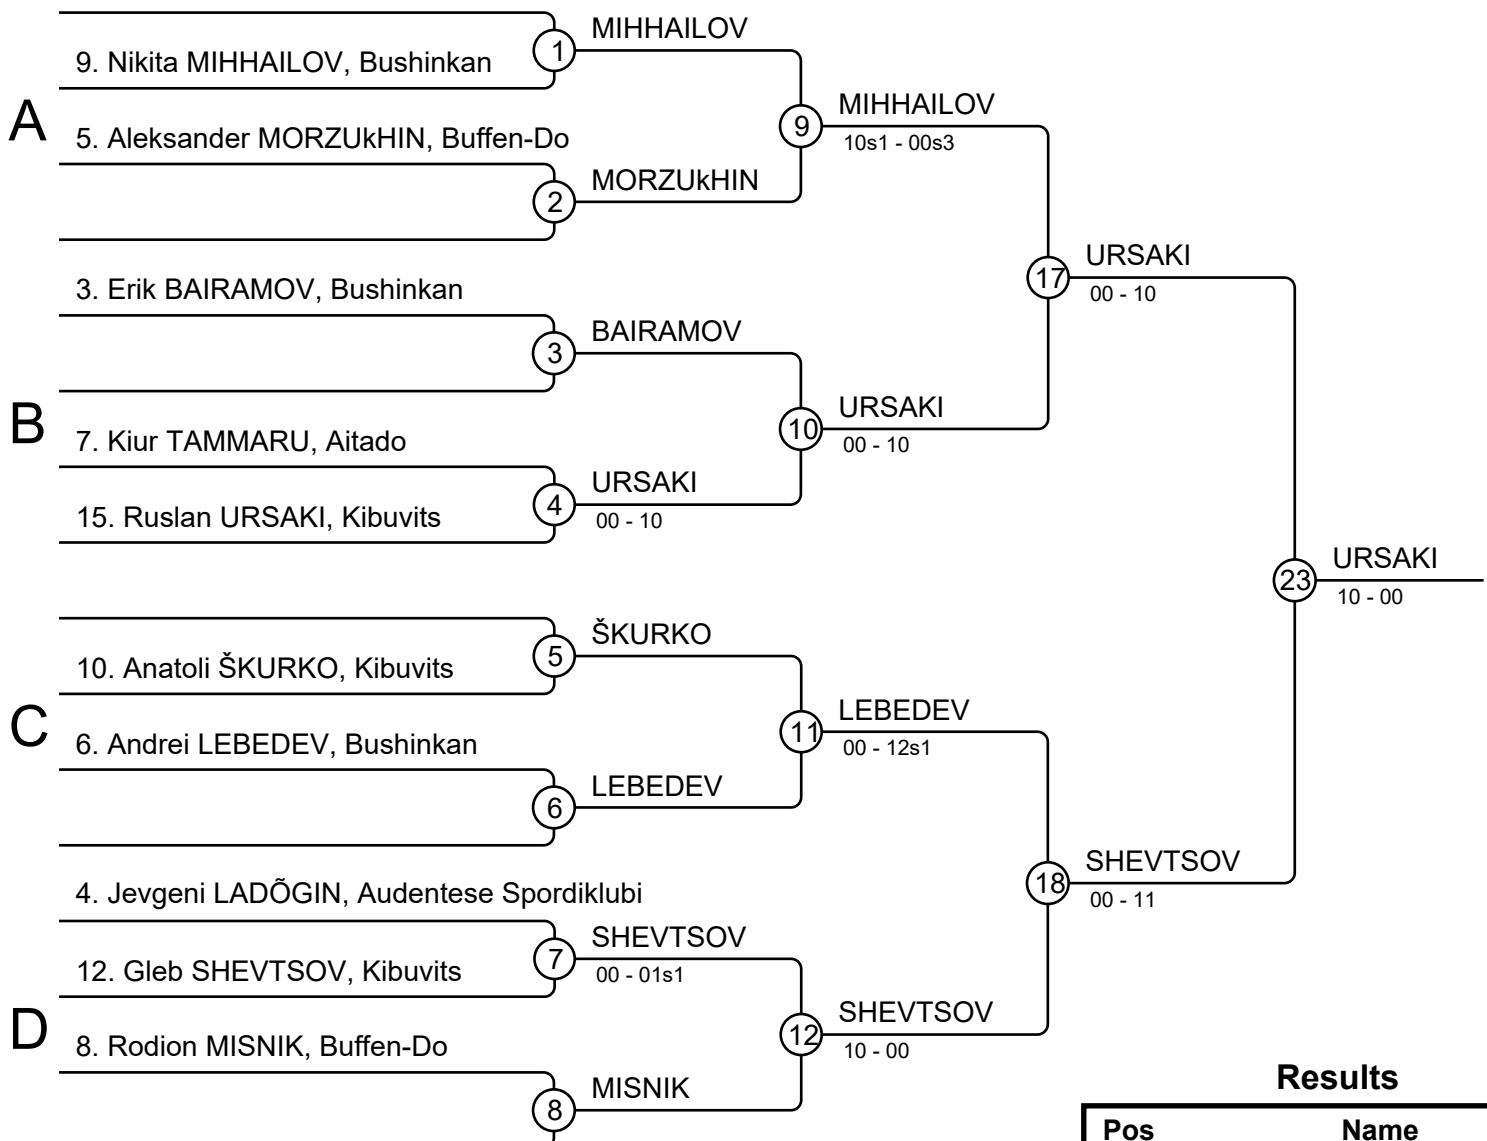 MIHHAILOV
1
9. Nikita MIHHAILOV, Bushinkan
A
MIHHAILOV
9
10s1 - 00s3
5. Aleksander MORZUkHIN, Buffen-Do
MORZUkHIN
2
URSAKI
17
00 - 10
3. Erik BAIRAMOV, Bushinkan
BAIRAMOV
3
B
URSAKI
10
00 - 10
7. Kiur TAMMARU, Aitado
URSAKI
4
00 - 10
15. Ruslan URSAKI, Kibuvits
URSAKI
23
10 - 00
ŠKURKO
5
10. Anatoli ŠKURKO, Kibuvits
C
LEBEDEV
11
00 - 12s1
6. Andrei LEBEDEV, Bushinkan
LEBEDEV
6
SHEVTSOV
18
00 - 11
4. Jevgeni LADÕGIN, Audentese Spordiklubi
SHEVTSOV
7
00 - 01s1
12. Gleb SHEVTSOV, Kibuvits
D
SHEVTSOV
12
10 - 00
8. Rodion MISNIK, Buffen-Do
MISNIK
8
Results
Pos Name